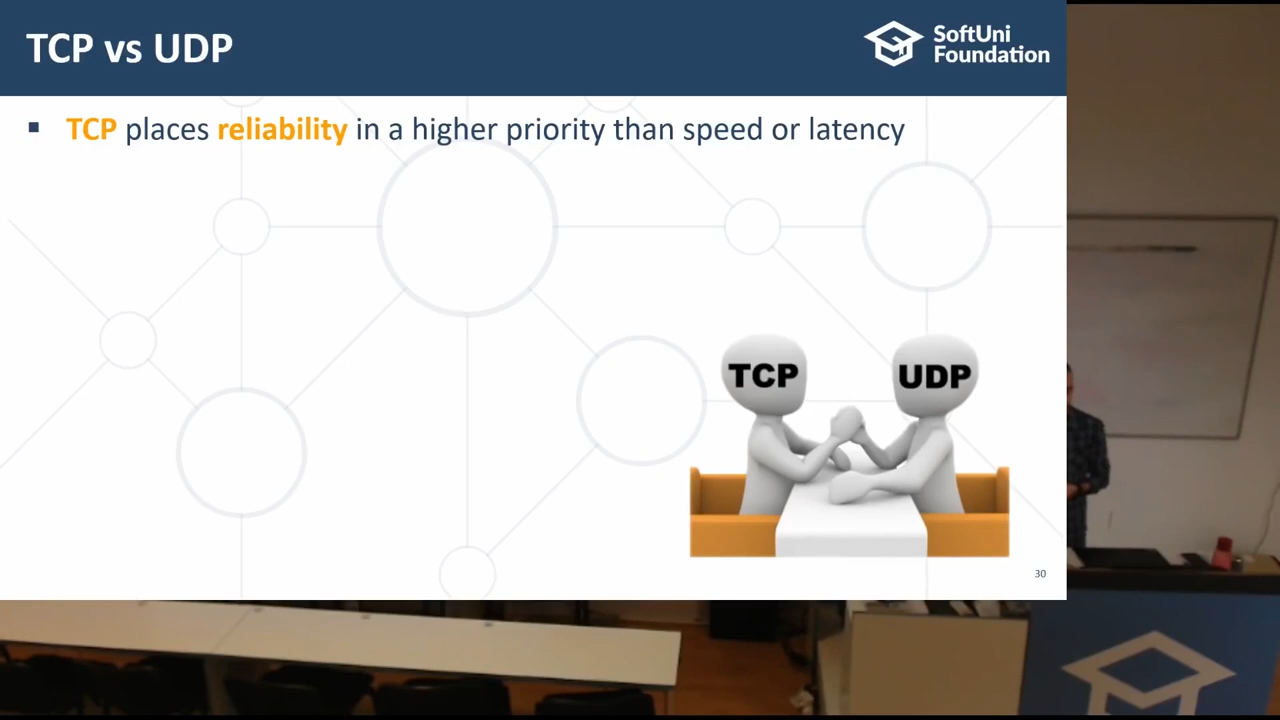 TCP vs UDP
SoftUni
Foundation
▪ TCP places reliability in a higher priority than speed or latency
TCP
UDP
30